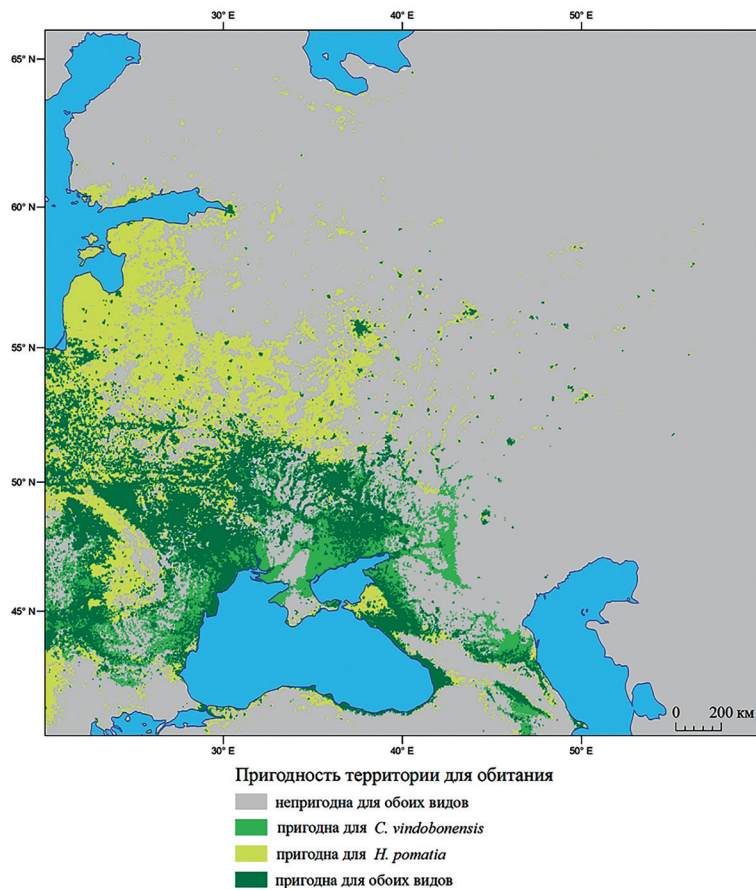 30° E 40° E 50° E
65° N
60° N
55° N
50° N
45° N
0 200 км
30° E 40° E 50° E
Пригодность территории для обитания
непригодна для обоих видов
пригодна для C. vindobonensis
пригодна для H. pomatia
пригодна для обоих видов